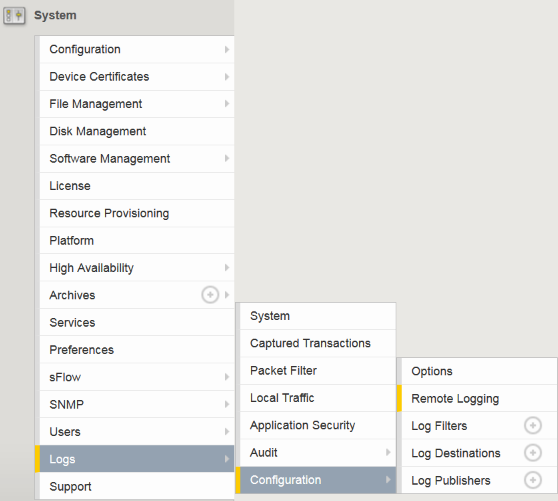 System
Configuration
Device Certificates
File Management
Disk Management
Software Management
License
Resource Provisioning
Platform
High Availability
Archives
Services
Preferences
sFlow
SNMP
Users
Logs
Support
System
Captured Transactions
Packet Filter
Local Traffic
Application Security
Audit
Configuration
Options
Remote Logging
Log Filters
Log Destinations
Log Publishers